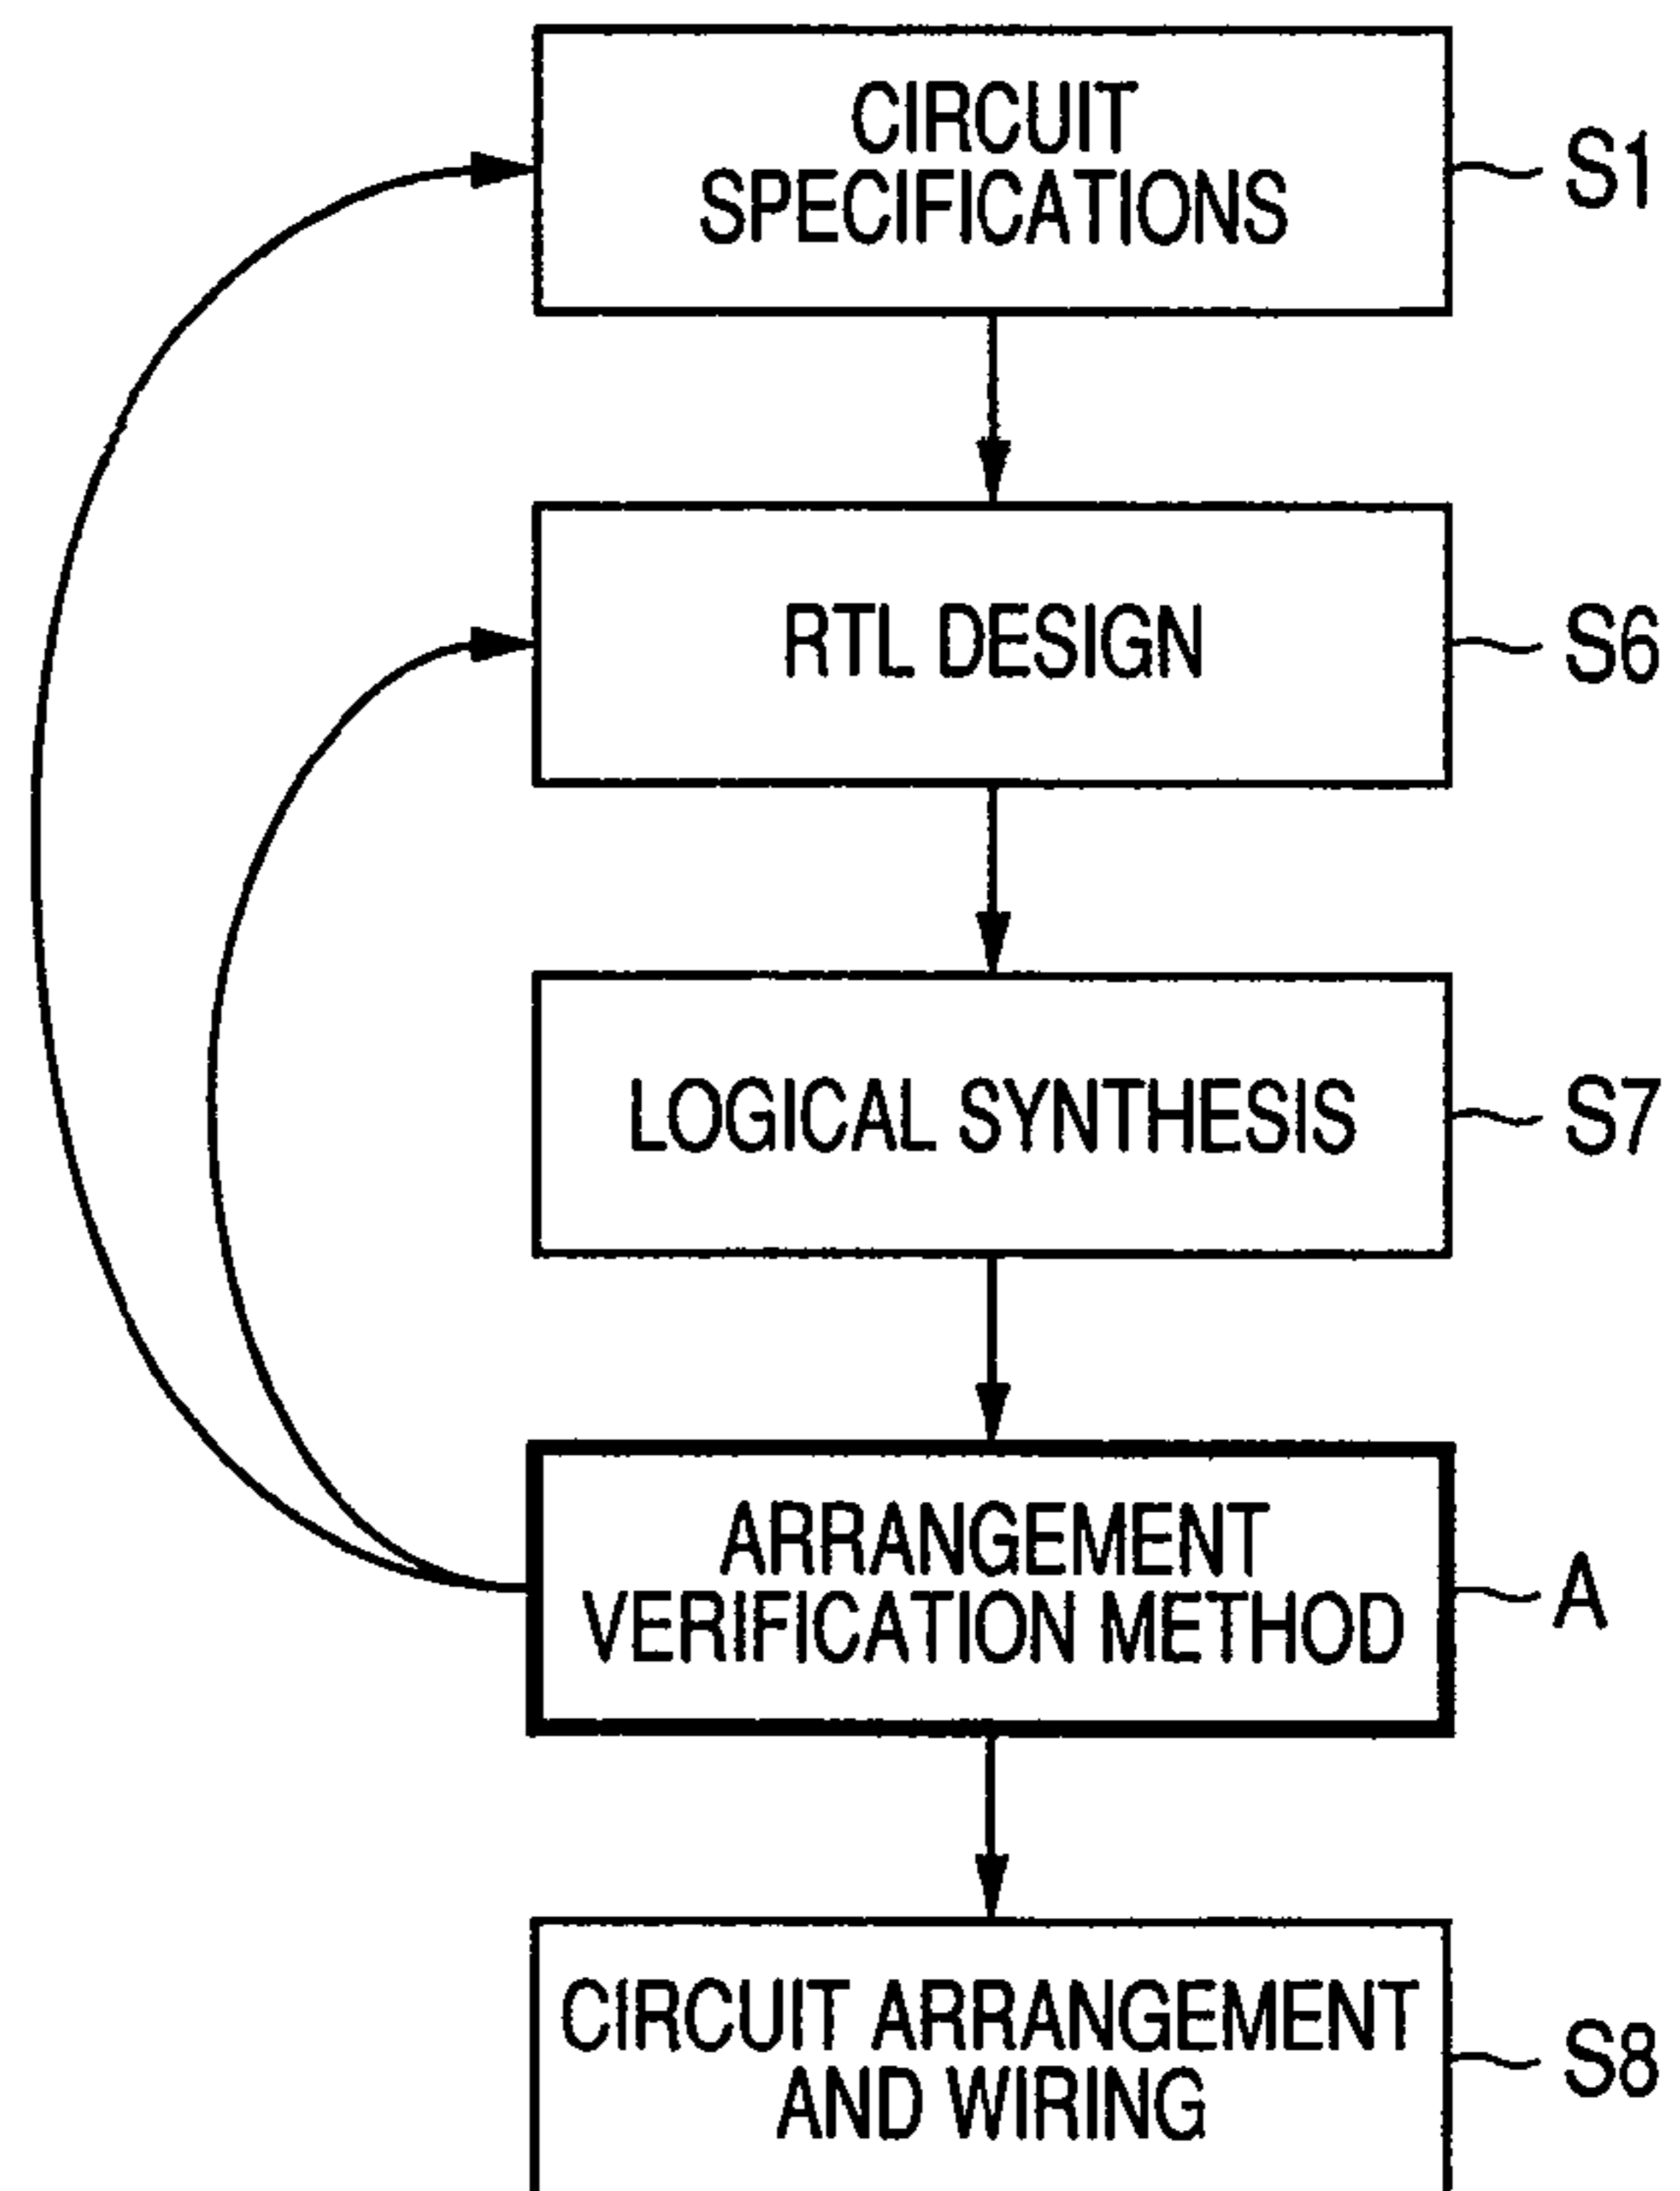 CIRCUIT
SPECIFICATIONS
S1
RTL DESIGN
S6
LOGICAL SYNTHESIS
S7
ARRANGEMENT
VERIFICATION METHOD
A
CIRCUIT ARRANGEMENT
AND WIRING
S8